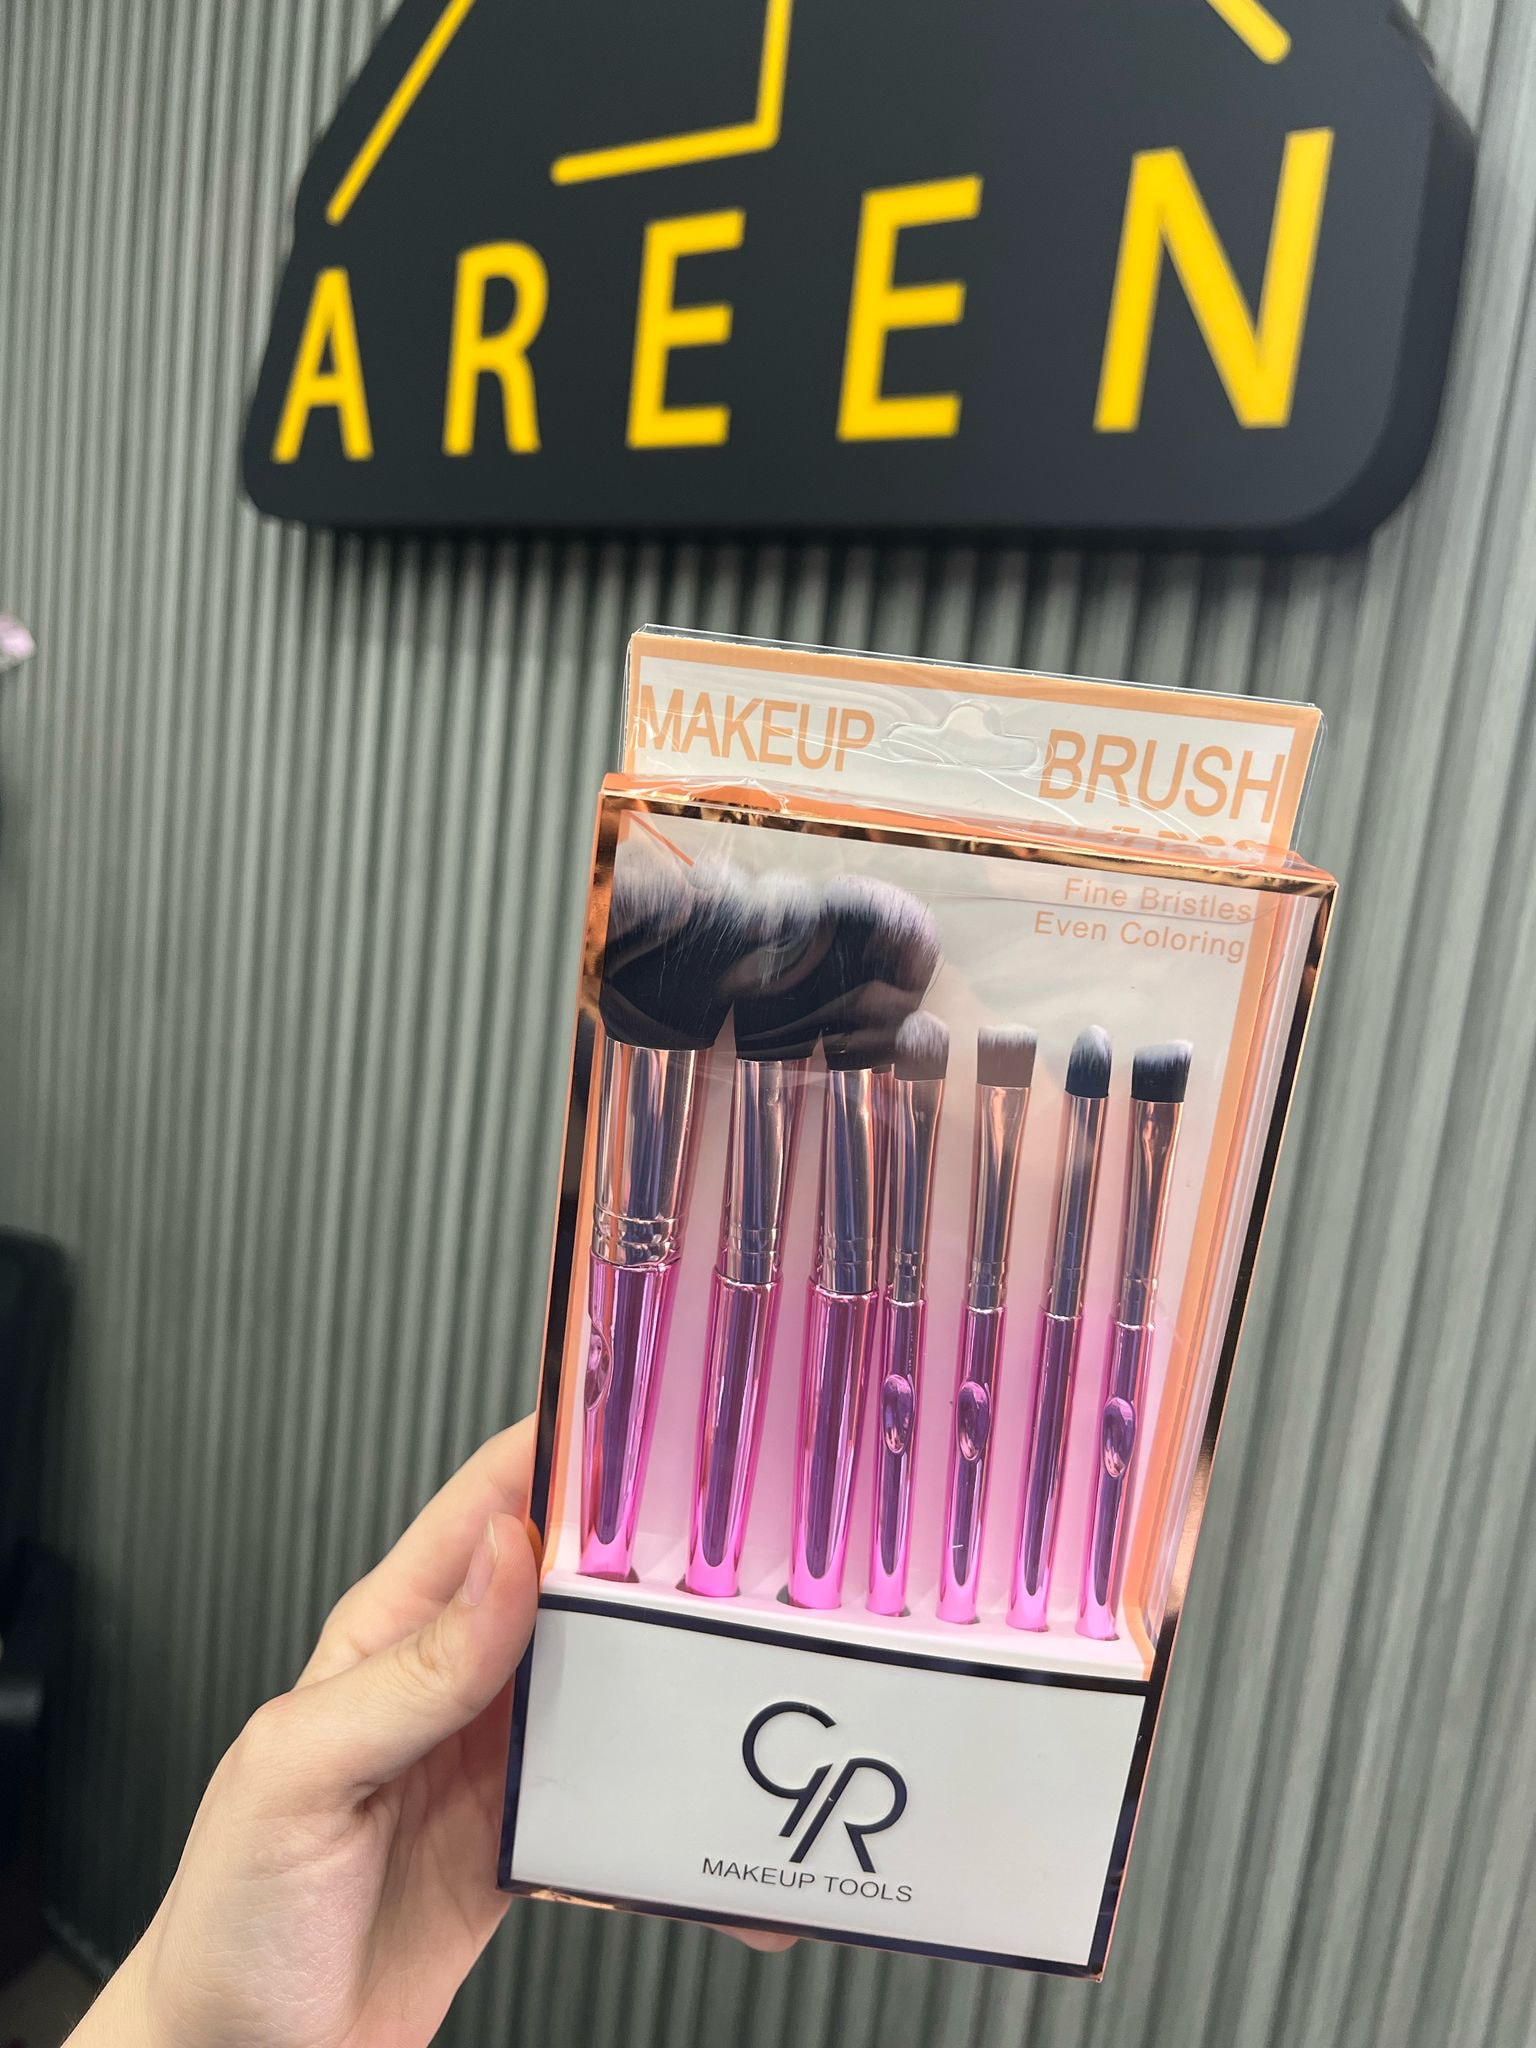 AREEN
MAKEUP BRUSH
Fine Bristles
Even Coloring
GR
MAKEUP TOOLS